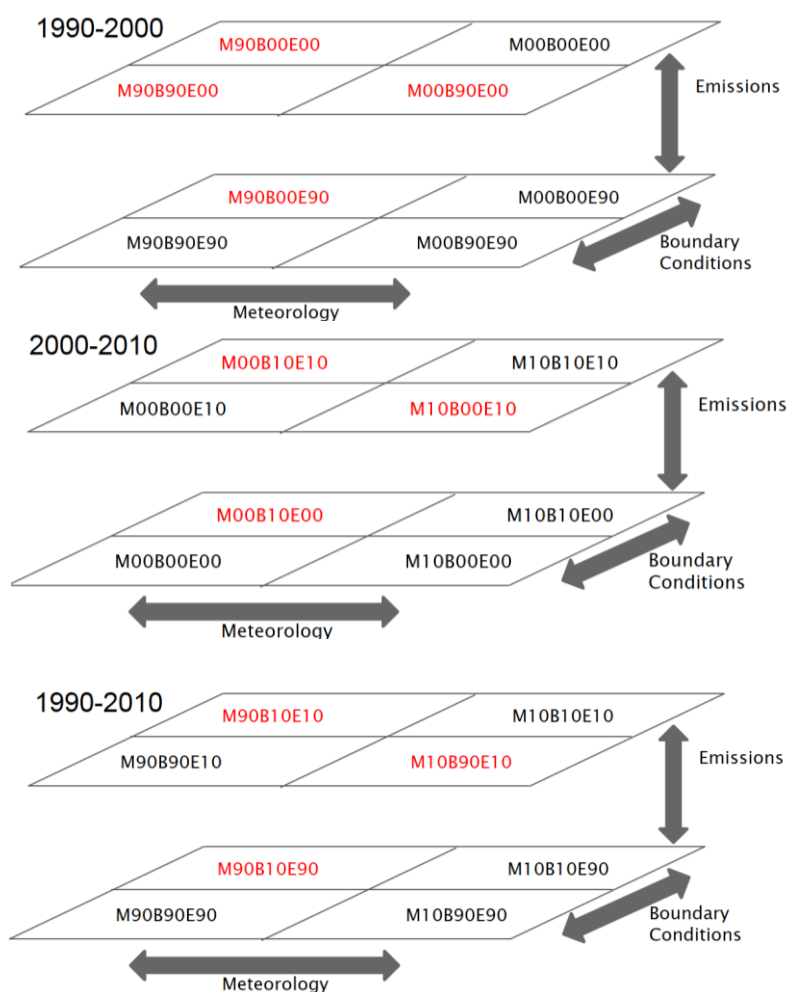 1990-2000
M90B00E00 M00B00E00
M90B90E00 M00B90E00
Emissions
M90B00E90 M00B00E90
M90B90E90 M00B90E90
Boundary
Conditions
Meteorology
2000-2010
M00B10E10 M10B10E10
M00B00E10 M10B00E10
Emissions
M00B10E00 M10B10E00
M00B00E00 M10B00E00
Boundary
Conditions
Meteorology
1990-2010
M90B10E10 M10B10E10
M90B90E10 M10B90E10
Emissions
M90B10E90 M10B10E90
M90B90E90 M10B90E90
Boundary
Conditions
Meteorology